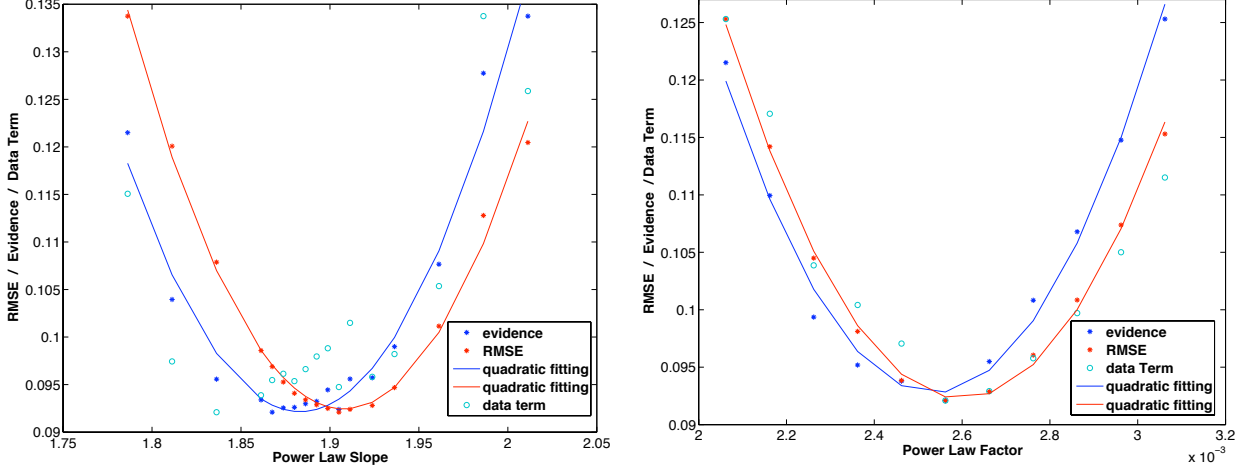 0.135
0.13
0.125
0.12
0.115
0.11
0.105
0.1
0.095
0.09
RMSE / Evidence / Data Term
1.75
1.8
1.85
1.9
1.95
2
2.05
Power Law Slope
evidence
RMSE
quadratic fitting
quadratic fitting
data term
0.125
0.12
0.115
0.11
0.105
0.1
0.095
0.09
RMSE / Evidence / Data Term
2
2.2
2.4
2.6
2.8
3
3.2
x 10⁻³
Power Law Factor
evidence
RMSE
data Term
quadratic fitting
quadratic fitting